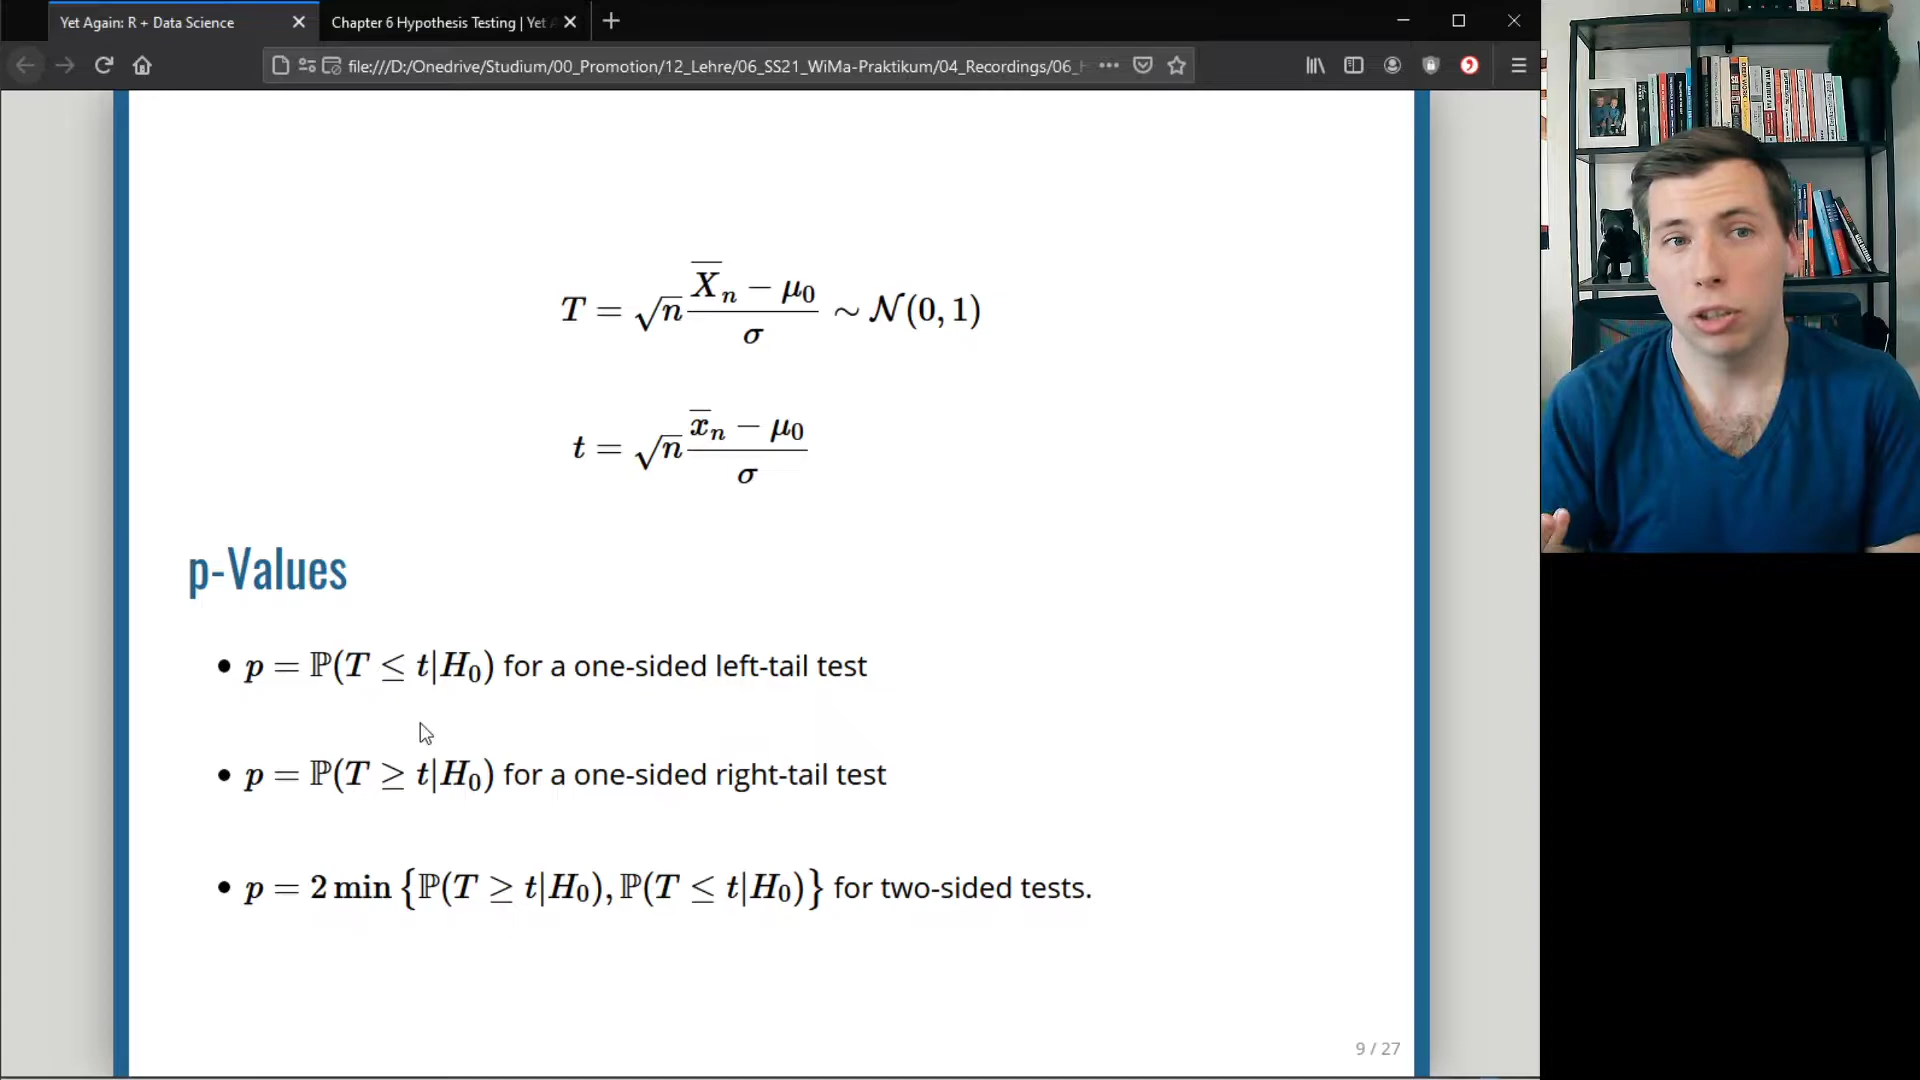 Yet Again: R + Data Science
Chapter 6 Hypothesis Testing | Yet
file:///D:/Onedrive/Studium/00_Promotion/12_Lehre/06_SS21_WiMa-Praktikum/04_Recordings/06_
T = √n (X̄ₙ − μ₀)/σ ∼ 𝒩(0, 1)
t = √n (x̄ₙ − μ₀)/σ
p-Values
• p = ℙ(T ≤ t|H₀) for a one-sided left-tail test
• p = ℙ(T ≥ t|H₀) for a one-sided right-tail test
• p = 2 min {ℙ(T ≥ t|H₀), ℙ(T ≤ t|H₀)} for two-sided tests.
9 / 27